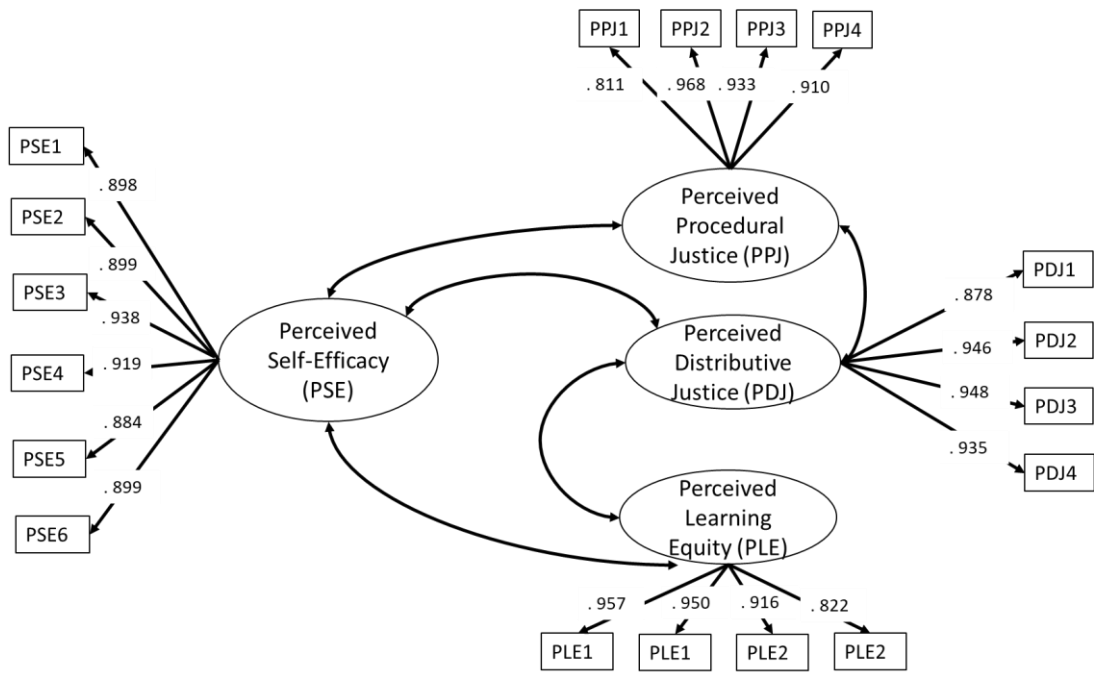 PPJ1
PPJ2
PPJ3
PPJ4
.811
.968
.933
.910
Perceived
Procedural
Justice (PPJ)
PSE1
PSE2
PSE3
PSE4
PSE5
PSE6
.898
.899
.938
.919
.884
.899
Perceived
Self-Efficacy
(PSE)
Perceived
Distributive
Justice (PDJ)
.878
.946
.948
.935
PDJ1
PDJ2
PDJ3
PDJ4
Perceived
Learning
Equity (PLE)
.957
.950
.916
.822
PLE1
PLE1
PLE2
PLE2